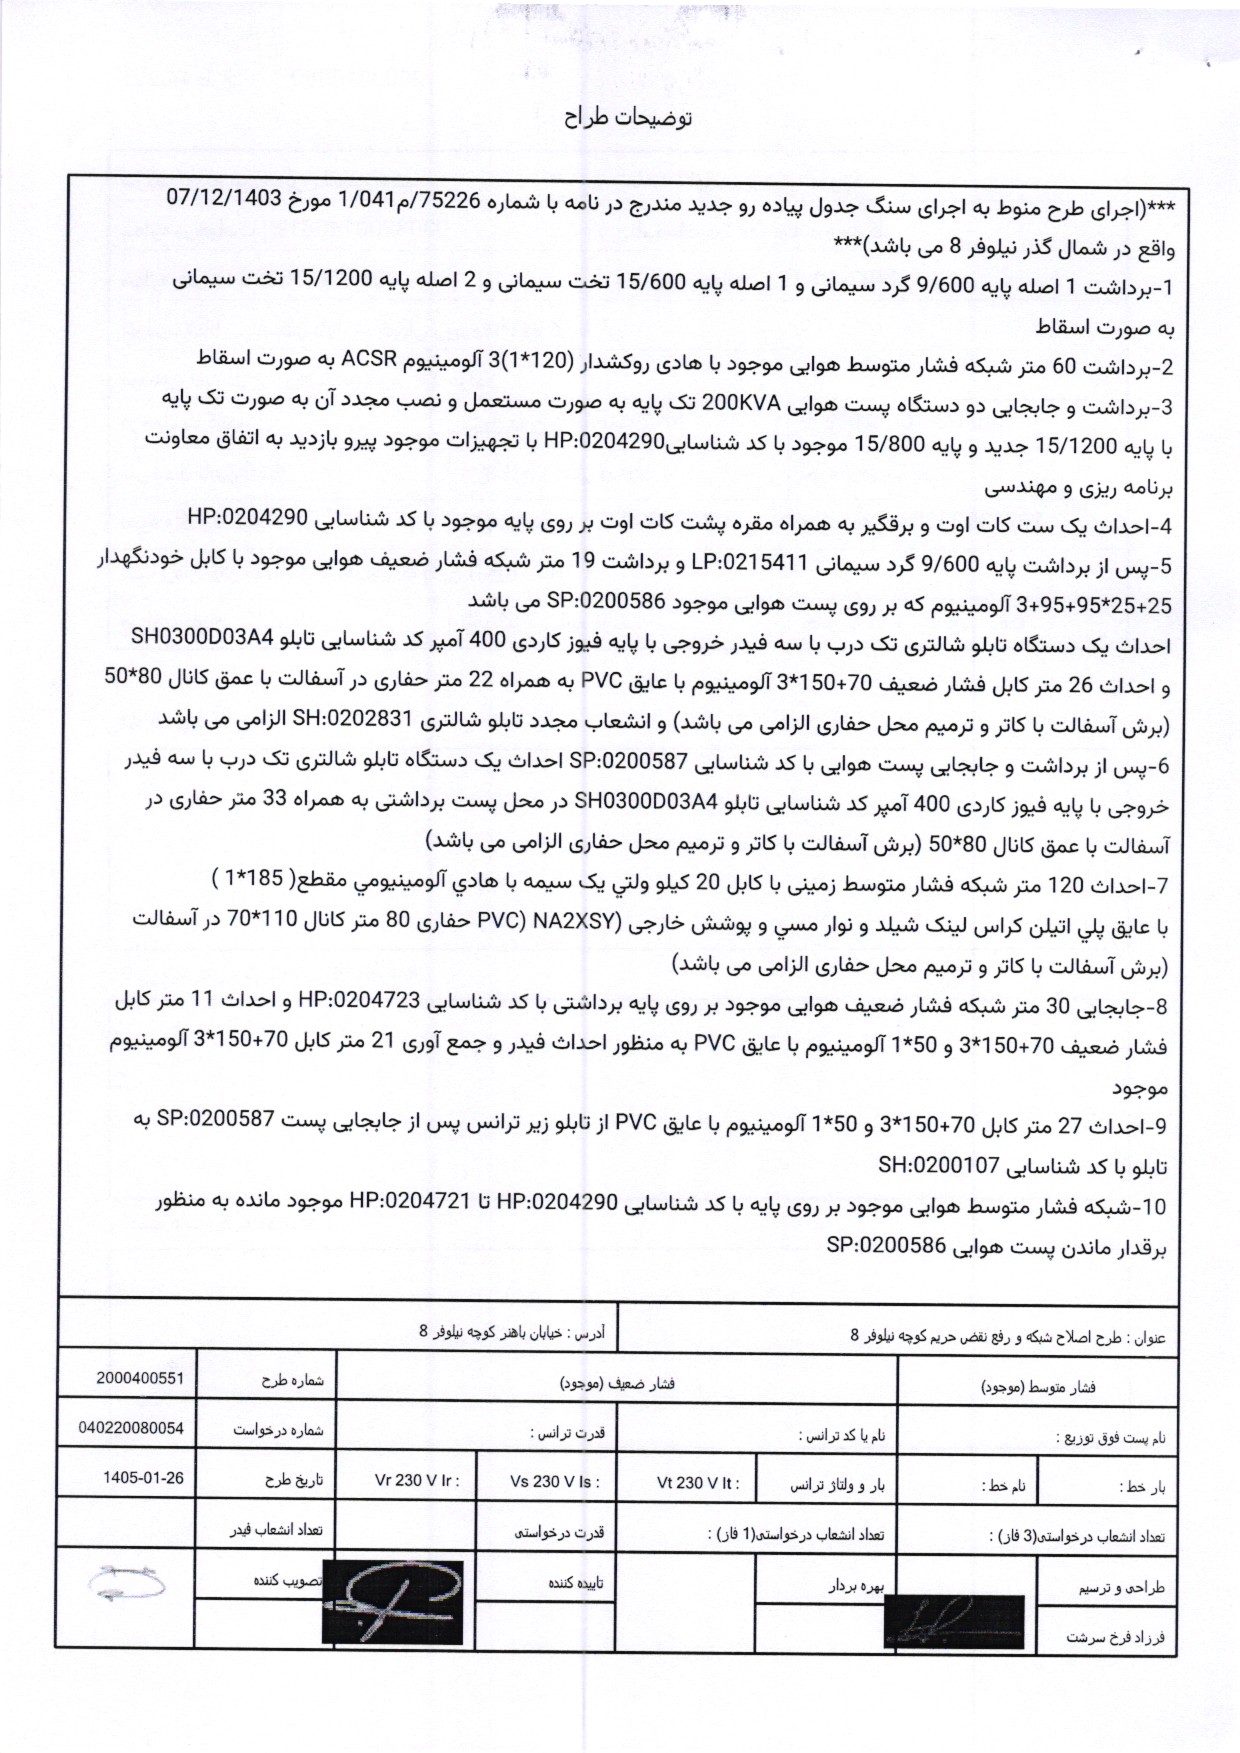 توضیحات طراح
***(اجرای طرح منوط به اجرای سنگ جدول پیاده رو جدید مندرج در نامه با شماره 75226/م1/041 مورخ 07/12/1403
واقع در شمال گذر نیلوفر 8 می باشد)***
1-برداشت 1 اصله پایه 9/600 گرد سیمانی و 1 اصله پایه 15/600 تخت سیمانی و 2 اصله پایه 15/1200 تخت سیمانی
به صورت اسقاط
2-برداشت 60 متر شبکه فشار متوسط هوایی موجود با هادی روکشدار (120*1)3 آلومینیوم ACSR به صورت اسقاط
3-برداشت و جابجایی دو دستگاه پست هوایی 200KVA تک پایه به صورت مستعمل و نصب مجدد آن به صورت تک پایه
با پایه 15/1200 جدید و پایه 15/800 موجود با کد شناساییHP:0204290 با تجهیزات موجود پیرو بازدید به اتفاق معاونت
برنامه ریزی و مهندسی
4-احداث یک ست کات اوت و برقگیر به همراه مقره پشت کات اوت بر روی پایه موجود با کد شناسایی HP:0204290
5-پس از برداشت پایه 9/600 گرد سیمانی LP:0215411 و برداشت 19 متر شبکه فشار ضعیف هوایی موجود با کابل خودنگهدار
3+95+95*25+25 آلومینیوم که بر روی پست هوایی موجود SP:0200586 می باشد
احداث یک دستگاه تابلو شالتری تک درب با سه فیدر خروجی با پایه فیوز کاردی 400 آمپر کد شناسایی تابلو SH0300D03A4
و احداث 26 متر کابل فشار ضعیف 70+150*3 آلومینیوم با عایق PVC به همراه 22 متر حفاری در آسفالت با عمق کانال 80*50
(برش آسفالت با کاتر و ترمیم محل حفاری الزامی می باشد) و انشعاب مجدد تابلو شالتری SH:0202831 الزامی می باشد
6-پس از برداشت و جابجایی پست هوایی با کد شناسایی SP:0200587 احداث یک دستگاه تابلو شالتری تک درب با سه فیدر
خروجی با پایه فیوز کاردی 400 آمپر کد شناسایی تابلو SH0300D03A4 در محل پست برداشتی به همراه 33 متر حفاری در
آسفالت با عمق کانال 80*50 (برش آسفالت با کاتر و ترمیم محل حفاری الزامی می باشد)
7-احداث 120 متر شبکه فشار متوسط زمینی با کابل 20 کیلو ولتي یک سیمه با هادي آلومینیومي مقطع( 185*1 )
با عایق پلي اتیلن کراس لینک شیلد و نوار مسي و پوشش خارجی (PVC) NA2XSY حفاری 80 متر کانال 110*70 در آسفالت
(برش آسفالت با کاتر و ترمیم محل حفاری الزامی می باشد)
8-جابجایی 30 متر شبکه فشار ضعیف هوایی موجود بر روی پایه برداشتی با کد شناسایی HP:0204723 و احداث 11 متر کابل
فشار ضعیف 70+150*3 و 50*1 آلومینیوم با عایق PVC به منظور احداث فیدر و جمع آوری 21 متر کابل 70+150*3 آلومینیوم
موجود
9-احداث 27 متر کابل 70+150*3 و 50*1 آلومینیوم با عایق PVC از تابلو زیر ترانس پس از جابجایی پست SP:0200587 به
تابلو با کد شناسایی SH:0200107
10-شبکه فشار متوسط هوایی موجود بر روی پایه با کد شناسایی HP:0204290 تا HP:0204721 موجود مانده به منظور
برقدار ماندن پست هوایی SP:0200586
عنوان : طرح اصلاح شبکه و رفع نقض حریم کوچه نیلوفر 8 آدرس : خیابان باهنر کوچه نیلوفر 8
فشار متوسط (موجود) فشار ضعیف (موجود) شماره طرح 2000400551
نام پست فوق توزیع : نام یا کد ترانس : قدرت ترانس : شماره درخواست 040220080054
بار خط : نام خط : بار و ولتاژ ترانس Vt 230 V It : Vs 230 V Is : Vr 230 V Ir : تاریخ طرح 1405-01-26
تعداد انشعاب درخواستی(3 فاز) : تعداد انشعاب درخواستی(1 فاز) : قدرت درخواستی تعداد انشعاب فیدر
طراحی و ترسیم بهره بردار تاییده کننده تصویب کننده
فرزاد فرخ سرشت